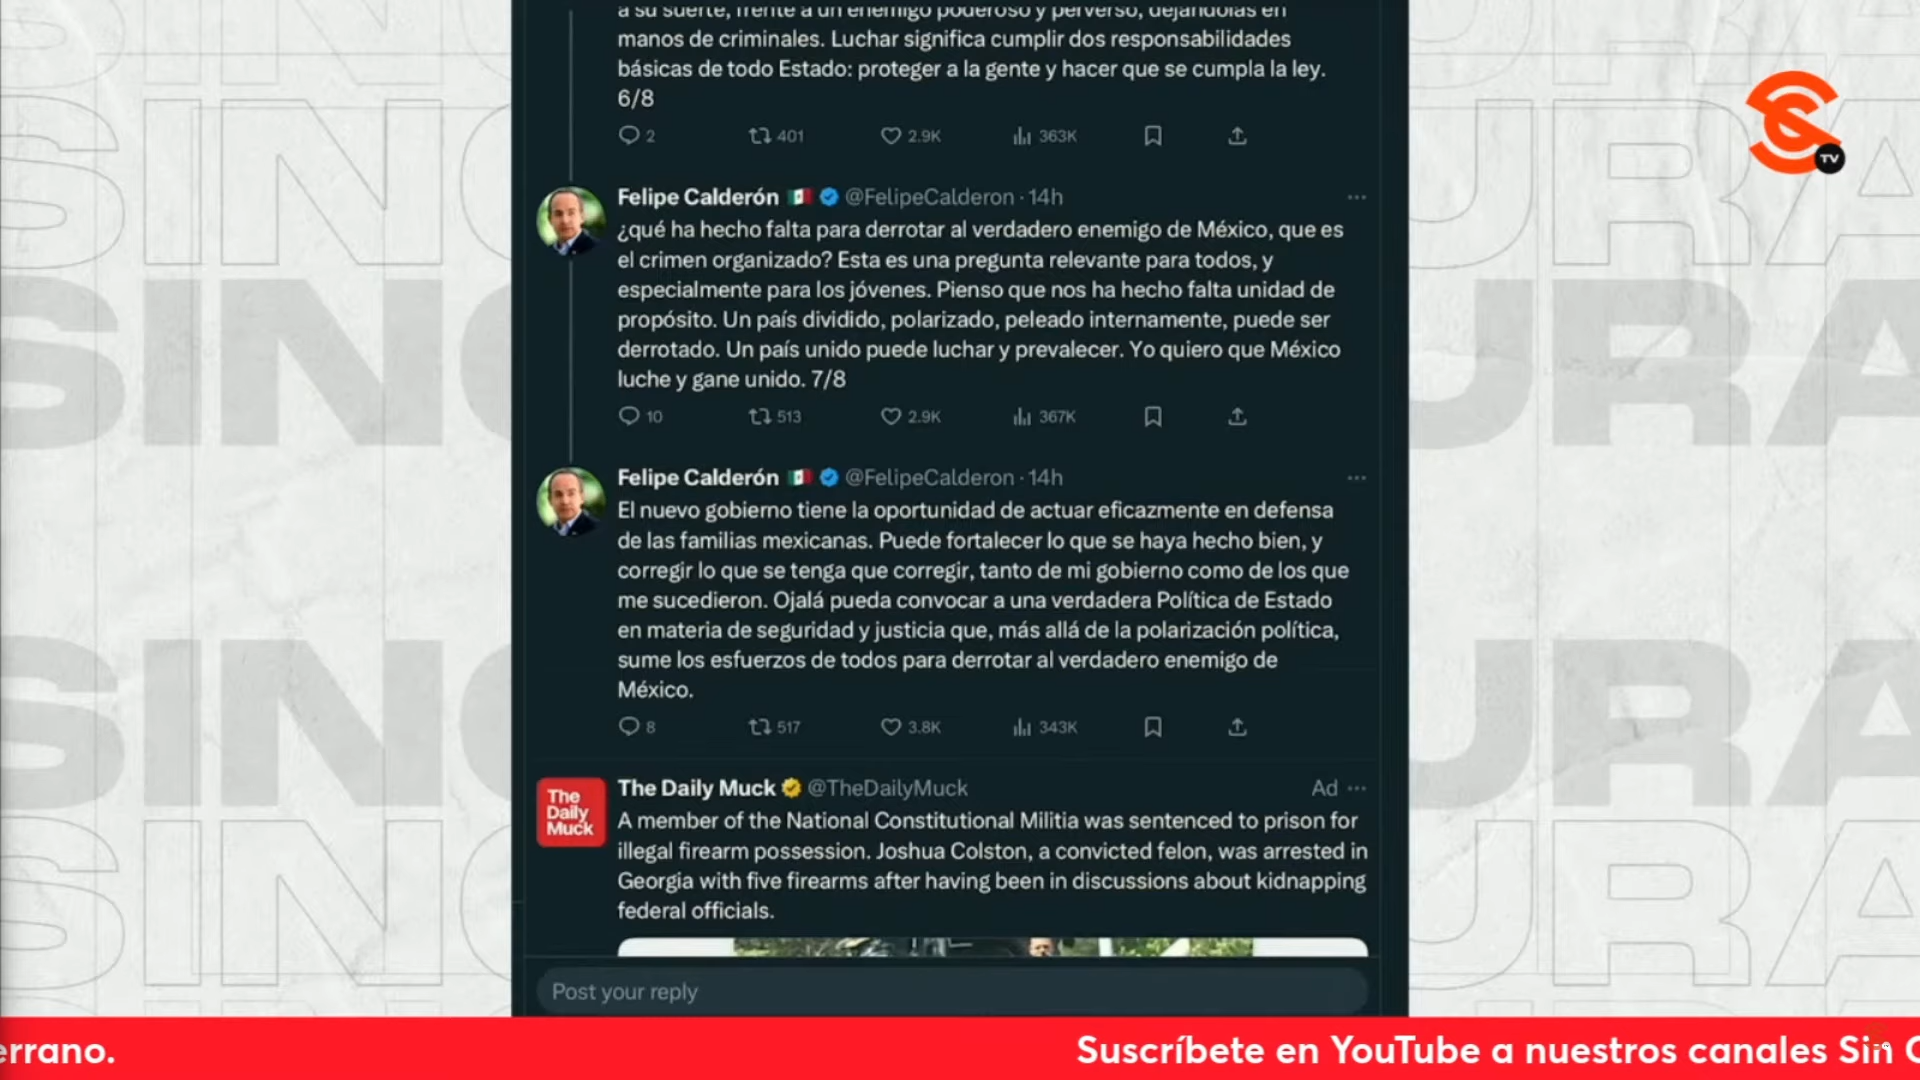 a su suerte, frente a un enemigo poderoso y perverso, dejándolas en
manos de criminales. Luchar significa cumplir dos responsabilidades
básicas de todo Estado: proteger a la gente y hacer que se cumpla la ley.
6/8
2 401 2.9K 363K
TV
Felipe Calderón @FelipeCalderon · 14h
¿qué ha hecho falta para derrotar al verdadero enemigo de México, que es
el crimen organizado? Esta es una pregunta relevante para todos, y
especialmente para los jóvenes. Pienso que nos ha hecho falta unidad de
propósito. Un país dividido, polarizado, peleado internamente, puede ser
derrotado. Un país unido puede luchar y prevalecer. Yo quiero que México
luche y gane unido. 7/8
10 513 2.9K 367K
Felipe Calderón @FelipeCalderon · 14h
El nuevo gobierno tiene la oportunidad de actuar eficazmente en defensa
de las familias mexicanas. Puede fortalecer lo que se haya hecho bien, y
corregir lo que se tenga que corregir, tanto de mi gobierno como de los que
me sucedieron. Ojalá pueda convocar a una verdadera Política de Estado
en materia de seguridad y justicia que, más allá de la polarización política,
sume los esfuerzos de todos para derrotar al verdadero enemigo de
México.
8 517 3.8K 343K
The Daily Muck
The Daily Muck @TheDailyMuck Ad
A member of the National Constitutional Militia was sentenced to prison for
illegal firearm possession. Joshua Colston, a convicted felon, was arrested in
Georgia with five firearms after having been in discussions about kidnapping
federal officials.
Post your reply
errano. Suscríbete en YouTube a nuestros canales Sin